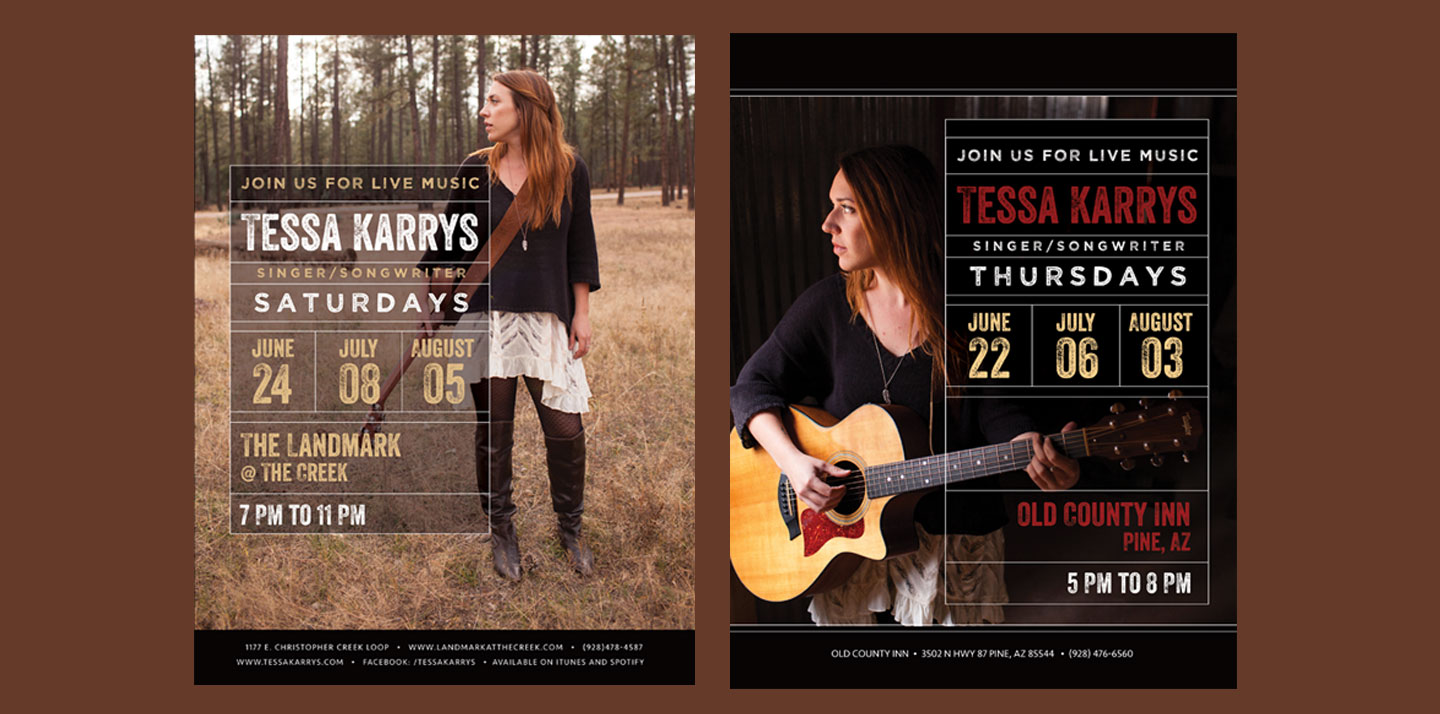 JOIN US FOR LIVE MUSIC
TESSA KARRYS
SINGER/SONGWRITER
SATURDAYS
JUNE JULY AUGUST
24 08 05
THE LANDMARK
@ THE CREEK
7 PM TO 11 PM
1177 E. CHRISTOPHER CREEK LOOP • WWW.LANDMARKATTHECREEK.COM • (928)478-4587
WWW.TESSAKARRYS.COM • FACEBOOK: /TESSAKARRYS • AVAILABLE ON ITUNES AND SPOTIFY
JOIN US FOR LIVE MUSIC
TESSA KARRYS
SINGER/SONGWRITER
THURSDAYS
JUNE JULY AUGUST
22 06 03
OLD COUNTY INN
PINE, AZ
5 PM TO 8 PM
OLD COUNTY INN • 3502 N HWY 87 PINE, AZ 85544 • (928) 476-6560